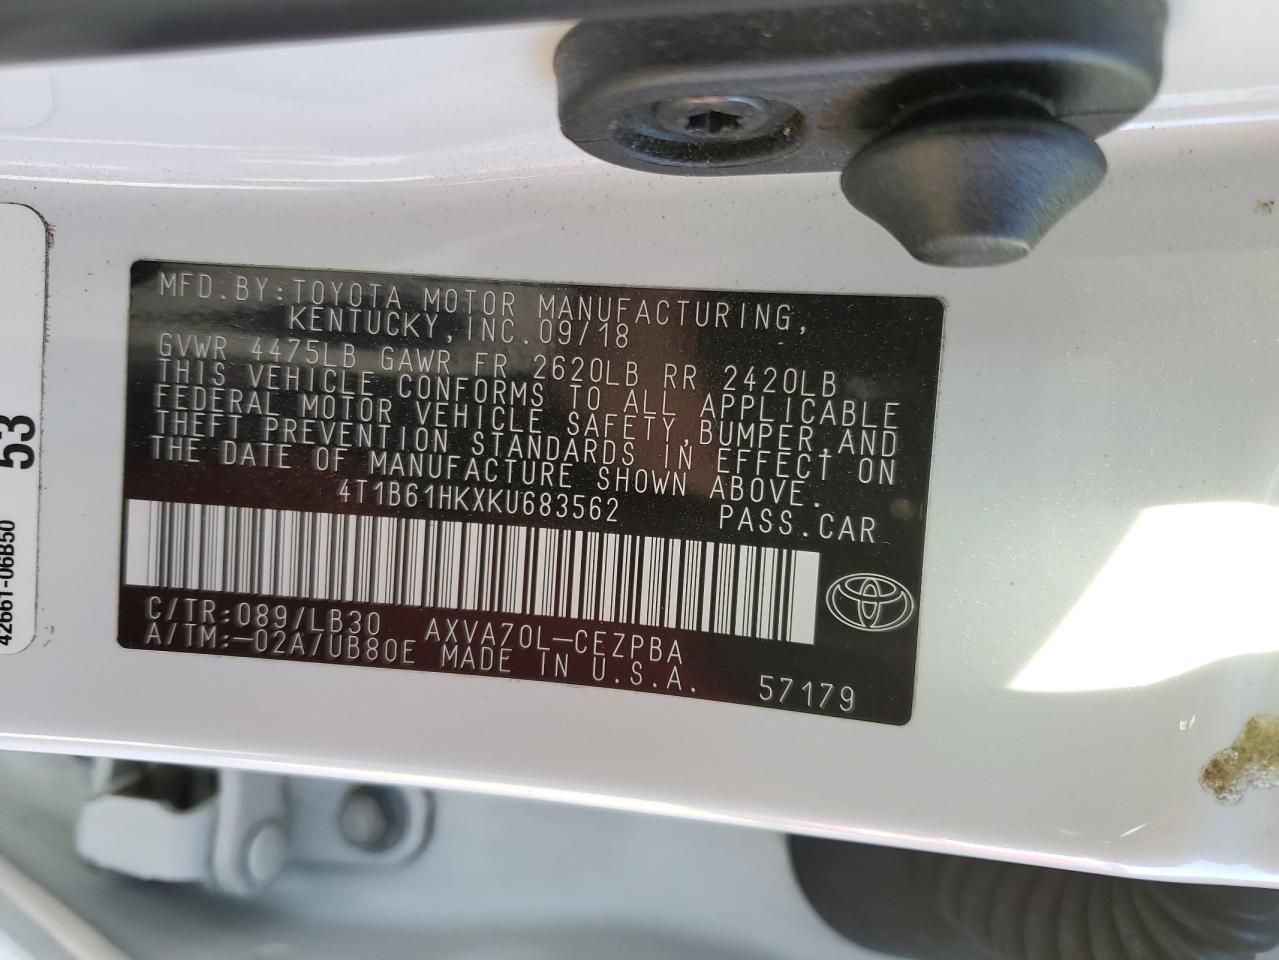 MFD.BY:TOYOTA MOTOR MANUFACTURING,
KENTUCKY,INC.09/18
GVWR 4475LB GAWR FR 2620LB RR 2420LB
THIS VEHICLE CONFORMS TO ALL APPLICABLE
FEDERAL MOTOR VEHICLE SAFETY,BUMPER,AND
THEFT PREVENTION STANDARDS IN EFFECT ON
THE DATE OF MANUFACTURE SHOWN ABOVE.
4T1B61HKXKU683562 PASS.CAR
C/TR:089/LB30 AXVA70L-CEZPBA
A/TM:-02A/UB80E MADE IN U.S.A. 57179
53
42661-06B50